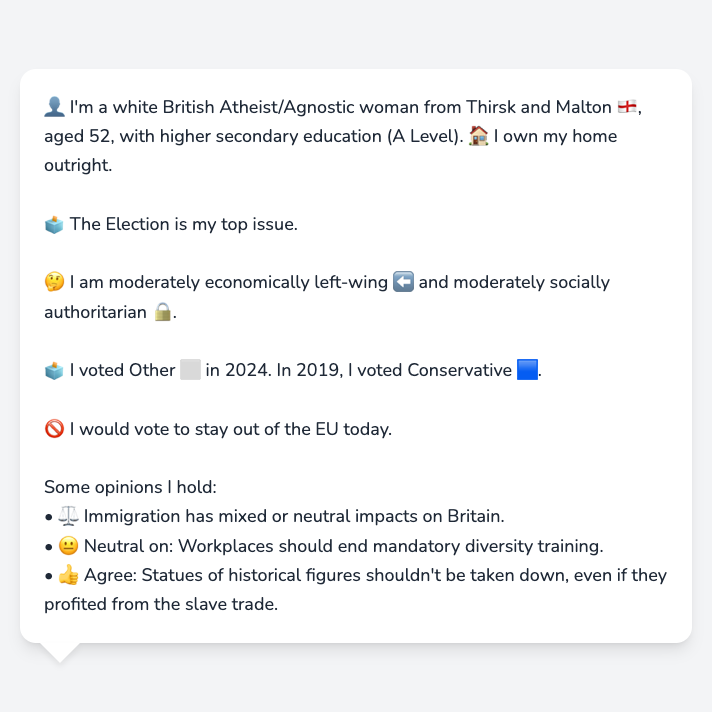 👤 I'm a white British Atheist/Agnostic woman from Thirsk and Malton 🏴󠁧󠁢󠁥󠁮󠁧󠁿,
aged 52, with higher secondary education (A Level). 🏠 I own my home
outright.
🗳️ The Election is my top issue.
🤔 I am moderately economically left-wing ⬅️ and moderately socially
authoritarian 🔒.
🗳️ I voted Other ⬜ in 2024. In 2019, I voted Conservative 🟦.
🚫 I would vote to stay out of the EU today.
Some opinions I hold:
• ⚖️ Immigration has mixed or neutral impacts on Britain.
• 😐 Neutral on: Workplaces should end mandatory diversity training.
• 👍 Agree: Statues of historical figures shouldn't be taken down, even if they
profited from the slave trade.